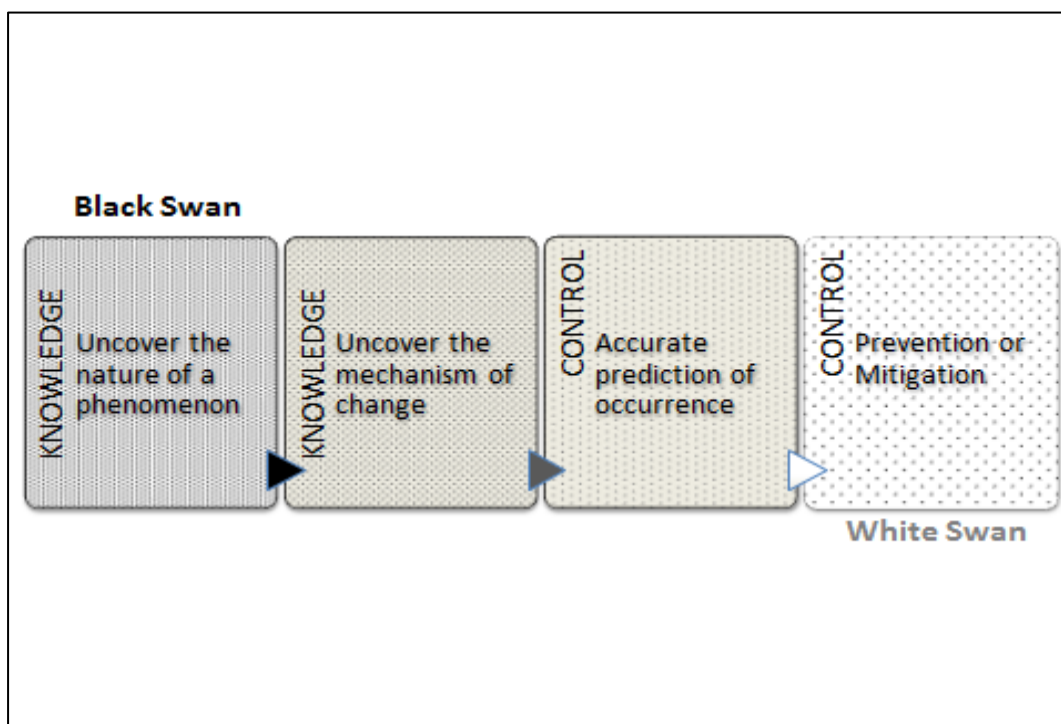 Black Swan
KNOWLEDGE
Uncover the
nature of a
phenomenon
KNOWLEDGE
Uncover the
mechanism of
change
CONTROL
Accurate
prediction of
occurrence
CONTROL
Prevention or
Mitigation
White Swan